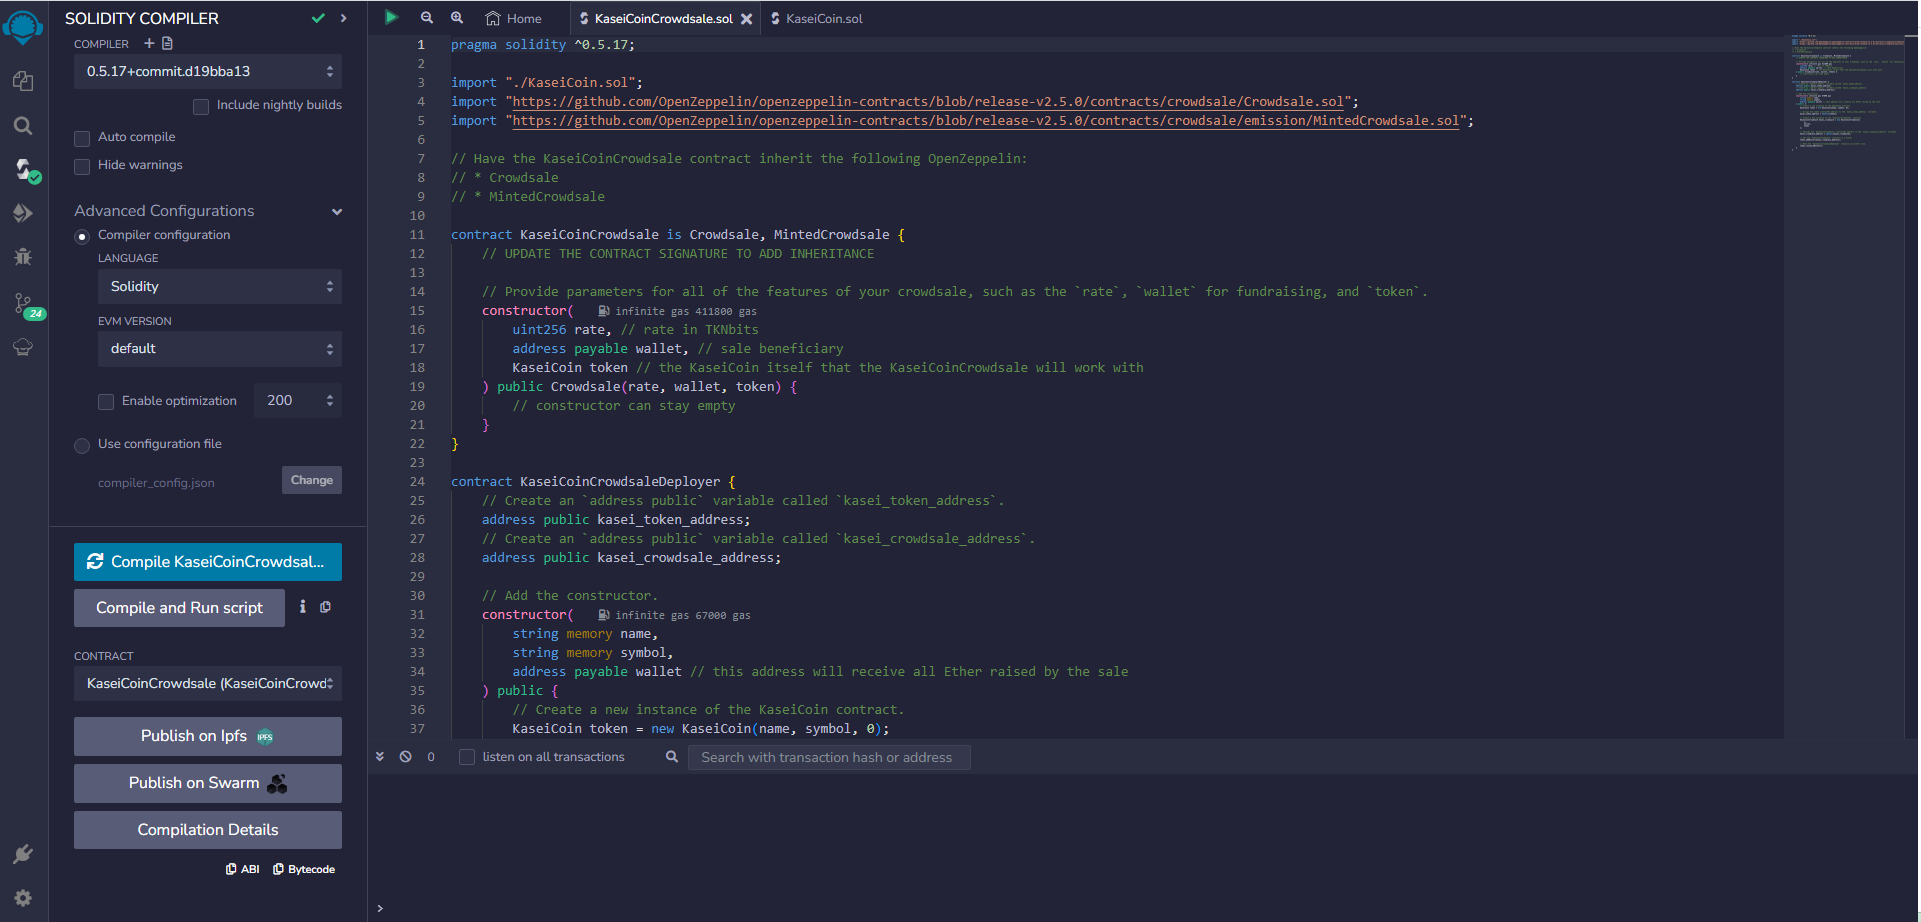 SOLIDITY COMPILER
COMPILER
0.5.17+commit.d19bba13
Include nightly builds
Auto compile
Hide warnings
Advanced Configurations
Compiler configuration
LANGUAGE
Solidity
EVM VERSION
default
Enable optimization
200
Use configuration file
compiler_config.json
Change
Compile KaseiCoinCrowdsal...
Compile and Run script
CONTRACT
KaseiCoinCrowdsale (KaseiCoinCrowd
Publish on Ipfs
IPFS
Publish on Swarm
Compilation Details
ABI
Bytecode
24
Home
KaseiCoinCrowdsale.sol
KaseiCoin.sol
1 pragma solidity ^0.5.17;
2
3 import "./KaseiCoin.sol";
4 import "https://github.com/OpenZeppelin/openzeppelin-contracts/blob/release-v2.5.0/contracts/crowdsale/Crowdsale.sol";
5 import "https://github.com/OpenZeppelin/openzeppelin-contracts/blob/release-v2.5.0/contracts/crowdsale/emission/MintedCrowdsale.sol";
6
7 // Have the KaseiCoinCrowdsale contract inherit the following OpenZeppelin:
8 // * Crowdsale
9 // * MintedCrowdsale
10
11 contract KaseiCoinCrowdsale is Crowdsale, MintedCrowdsale {
12 // UPDATE THE CONTRACT SIGNATURE TO ADD INHERITANCE
13
14 // Provide parameters for all of the features of your crowdsale, such as the `rate`, `wallet` for fundraising, and `token`.
15 constructor( infinite gas 411800 gas
16 uint256 rate, // rate in TKNbits
17 address payable wallet, // sale beneficiary
18 KaseiCoin token // the KaseiCoin itself that the KaseiCoinCrowdsale will work with
19 ) public Crowdsale(rate, wallet, token) {
20 // constructor can stay empty
21 }
22 }
23
24 contract KaseiCoinCrowdsaleDeployer {
25 // Create an `address public` variable called `kasei_token_address`.
26 address public kasei_token_address;
27 // Create an `address public` variable called `kasei_crowdsale_address`.
28 address public kasei_crowdsale_address;
29
30 // Add the constructor.
31 constructor( infinite gas 67000 gas
32 string memory name,
33 string memory symbol,
34 address payable wallet // this address will receive all Ether raised by the sale
35 ) public {
36 // Create a new instance of the KaseiCoin contract.
37 KaseiCoin token = new KaseiCoin(name, symbol, 0);
0
listen on all transactions
Search with transaction hash or address
>